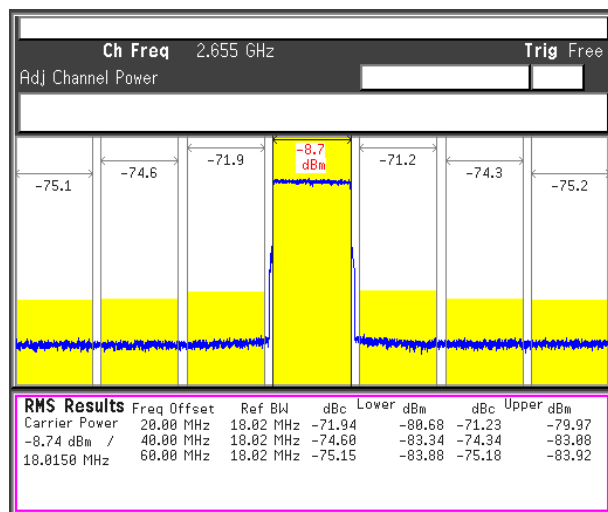 Ch Freq 2.655 GHz Trig Free
Adj Channel Power
-8.7
dBm
-71.9 -71.2
-74.6 -74.3
-75.1 -75.2
RMS Results Freq Offset Ref BW dBc Lower dBm dBc Upper dBm
Carrier Power 20.00 MHz 18.02 MHz -71.94 -80.68 -71.23 -79.97
-8.74 dBm / 40.00 MHz 18.02 MHz -74.60 -83.34 -74.34 -83.08
18.0150 MHz 60.00 MHz 18.02 MHz -75.15 -83.88 -75.18 -83.92